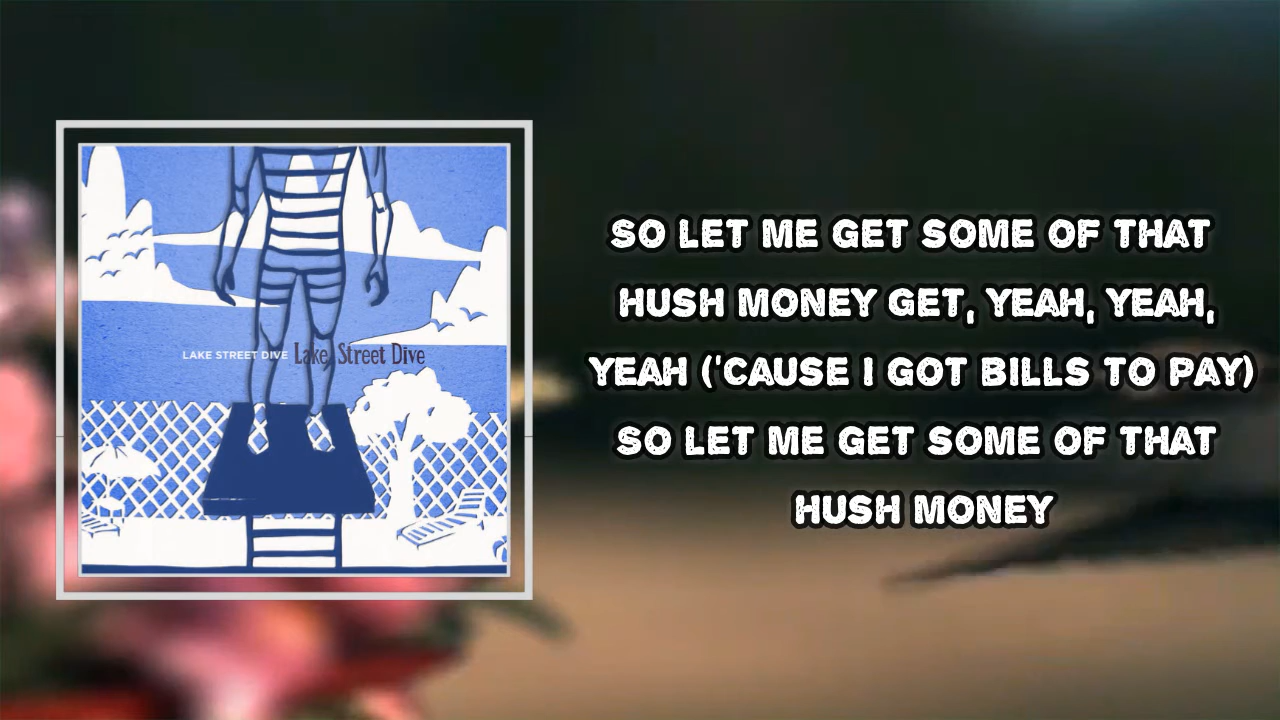 LAKE STREET DIVE Lake Street Dive
SO LET ME GET SOME OF THAT
HUSH MONEY GET, YEAH, YEAH,
YEAH ('CAUSE I GOT BILLS TO PAY)
SO LET ME GET SOME OF THAT
HUSH MONEY